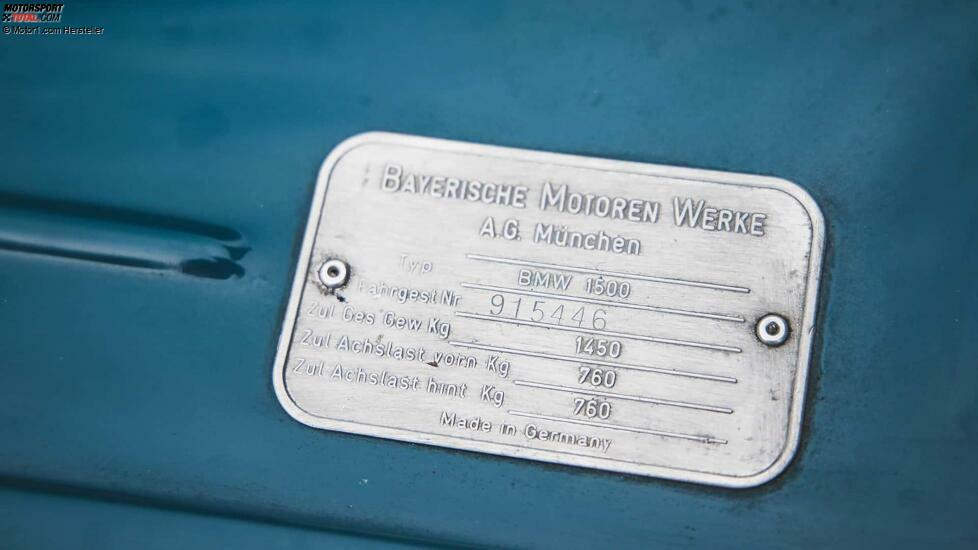 MOTORSPORT
TOTAL.COM
© Motor1.com Hersteller
BAYERISCHE MOTOREN WERKE
A.G. München
Typ BMW 1500
Fahrgest Nr 915446
Zul Ges Gew Kg 1450
Zul Achslast vorn Kg 760
Zul Achslast hint Kg 760
Made in Germany